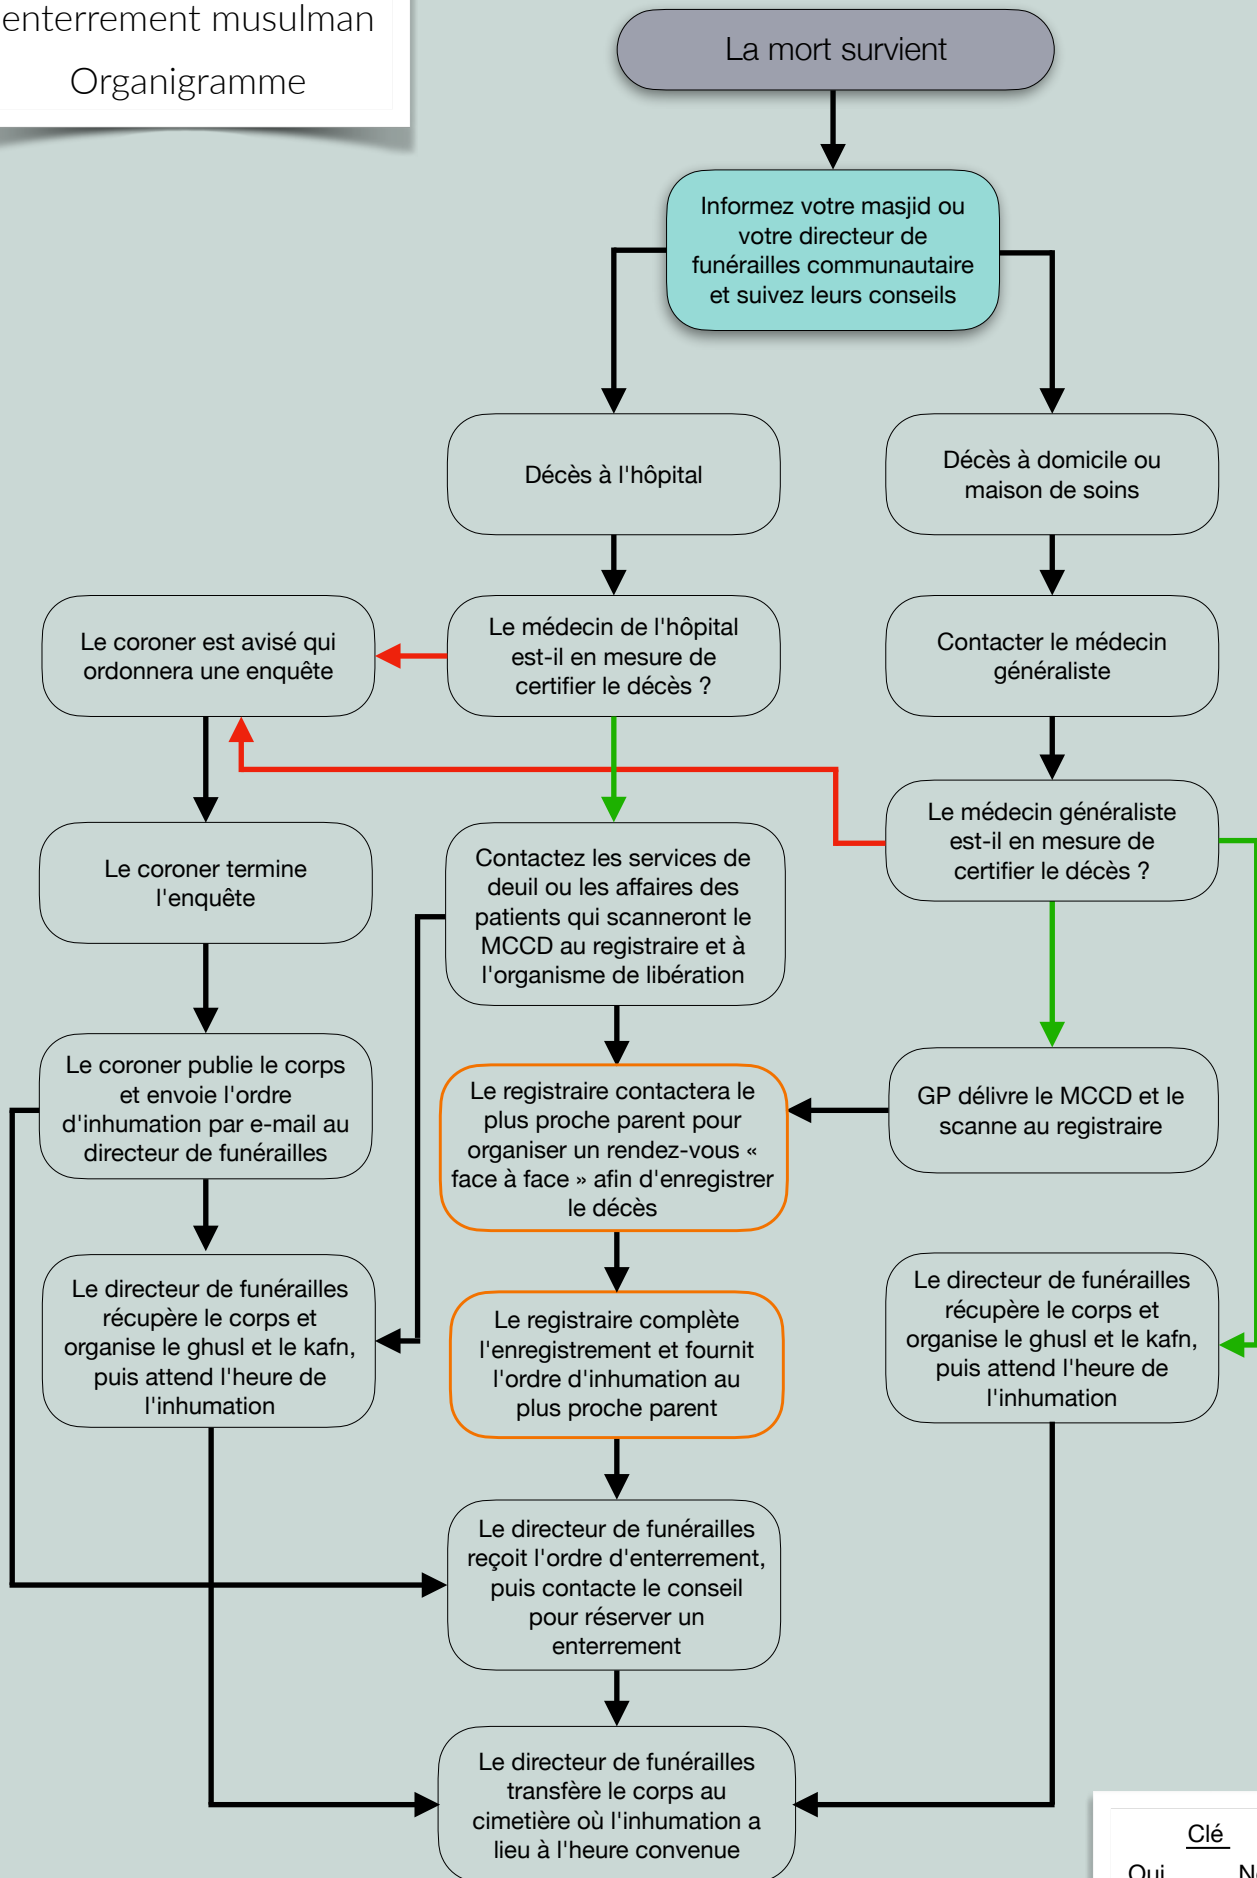 enterrement musulman
Organigramme
La mort survient
Informez votre masjid ou
votre directeur de
funérailles communautaire
et suivez leurs conseils
Décès à l'hôpital
Décès à domicile ou
maison de soins
Le coroner est avisé qui
ordonnera une enquête
Le médecin de l'hôpital
est-il en mesure de
certifier le décès ?
Contacter le médecin
généraliste
Le médecin généraliste
est-il en mesure de
certifier le décès ?
Le coroner termine
l'enquête
Contactez les services de
deuil ou les affaires des
patients qui scanneront le
MCCD au registraire et à
l'organisme de libération
Le coroner publie le corps
et envoie l'ordre
d'inhumation par e-mail au
directeur de funérailles
Le registraire contactera le
plus proche parent pour
organiser un rendez-vous «
face à face » afin d'enregistrer
le décès
GP délivre le MCCD et le
scanne au registraire
Le directeur de funérailles
récupère le corps et
organise le ghusl et le kafn,
puis attend l'heure de
l'inhumation
Le registraire complète
l'enregistrement et fournit
l'ordre d'inhumation au
plus proche parent
Le directeur de funérailles
récupère le corps et
organise le ghusl et le kafn,
puis attend l'heure de
l'inhumation
Le directeur de funérailles
reçoit l'ordre d'enterrement,
puis contacte le conseil
pour réserver un
enterrement
Le directeur de funérailles
transfère le corps au
cimetière où l'inhumation a
lieu à l'heure convenue
Clé
Oui